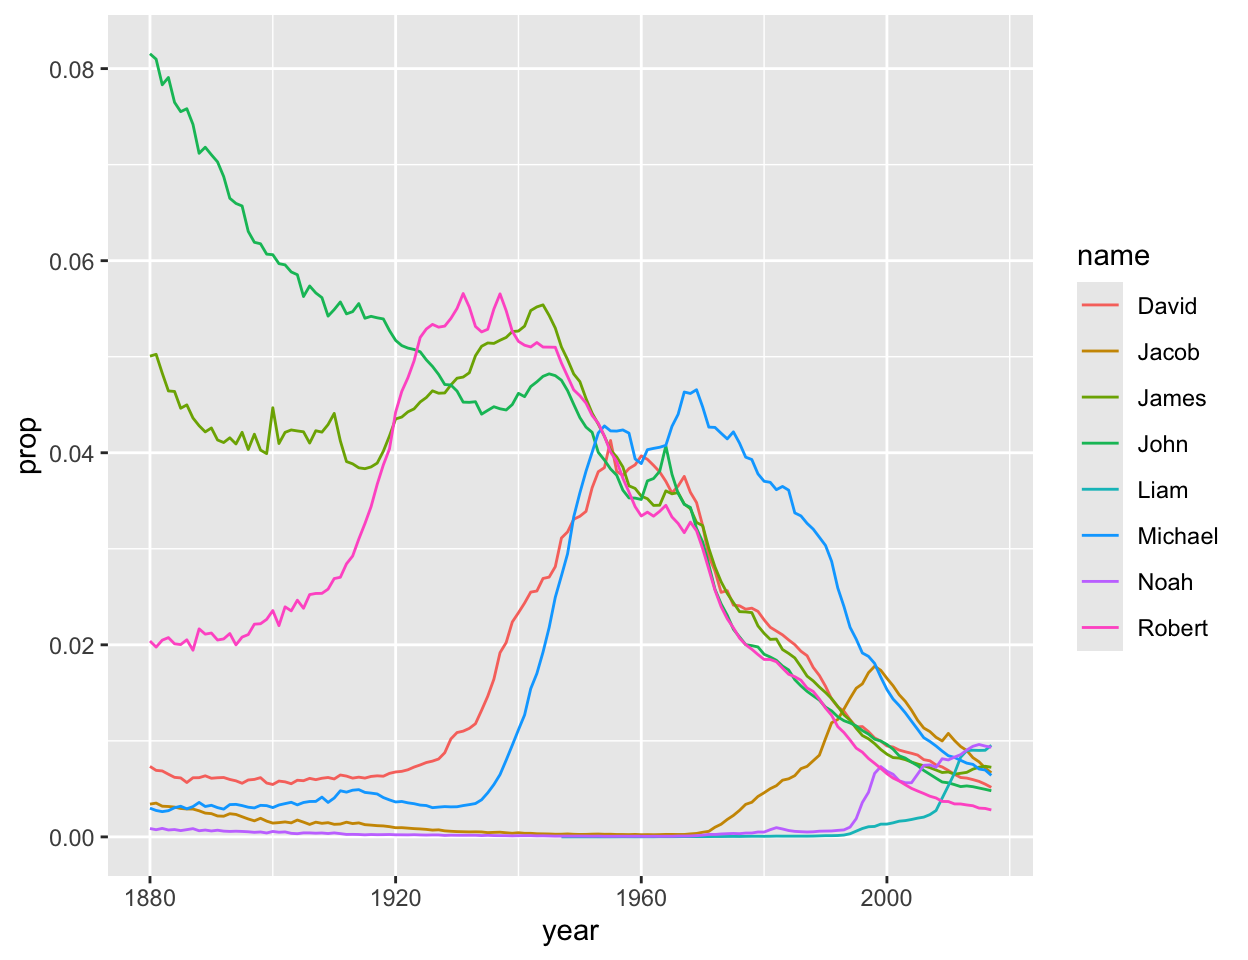 prop
0.08
0.06
0.04
0.02
0.00
1880 1920 1960 2000
year
name
David
Jacob
James
John
Liam
Michael
Noah
Robert